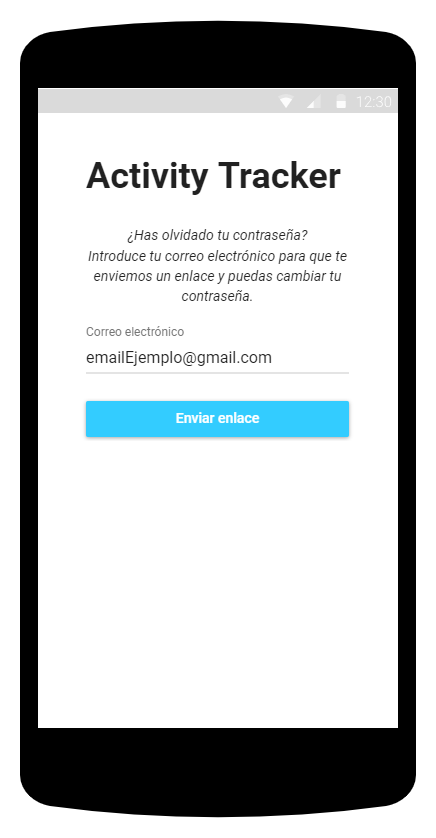 12:30
Activity Tracker
¿Has olvidado tu contraseña?
Introduce tu correo electrónico para que te
enviemos un enlace y puedas cambiar tu
contraseña.
Correo electrónico
emailEjemplo@gmail.com
Enviar enlace